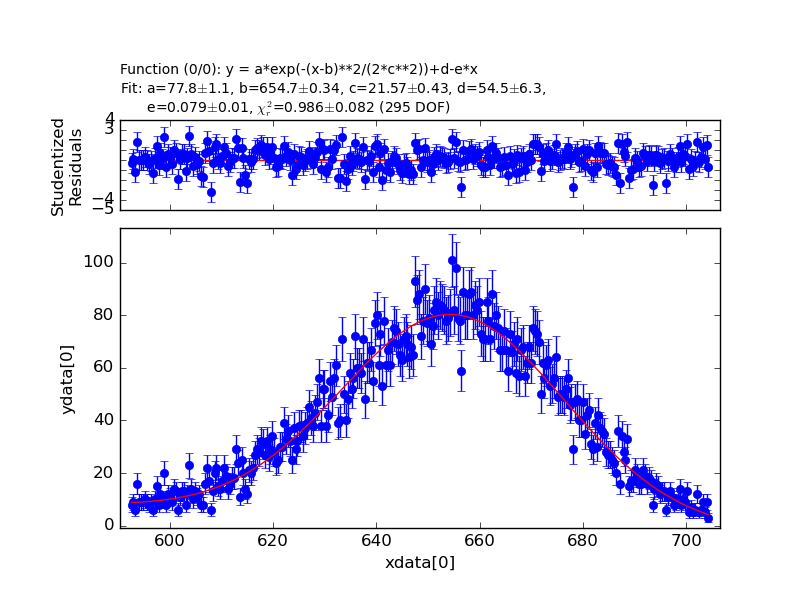 Function (0/0): y = a*exp(-(x-b)**2/(2*c**2))+d-e*x
Fit: a=77.8±1.1, b=654.7±0.34, c=21.57±0.43, d=54.5±6.3,
e=0.079±0.01, χ²ᵣ=0.986±0.082 (295 DOF)
Studentized
Residuals
4
3
−4
−5
ydata[0]
100
80
60
40
20
0
600 620 640 660 680 700
xdata[0]